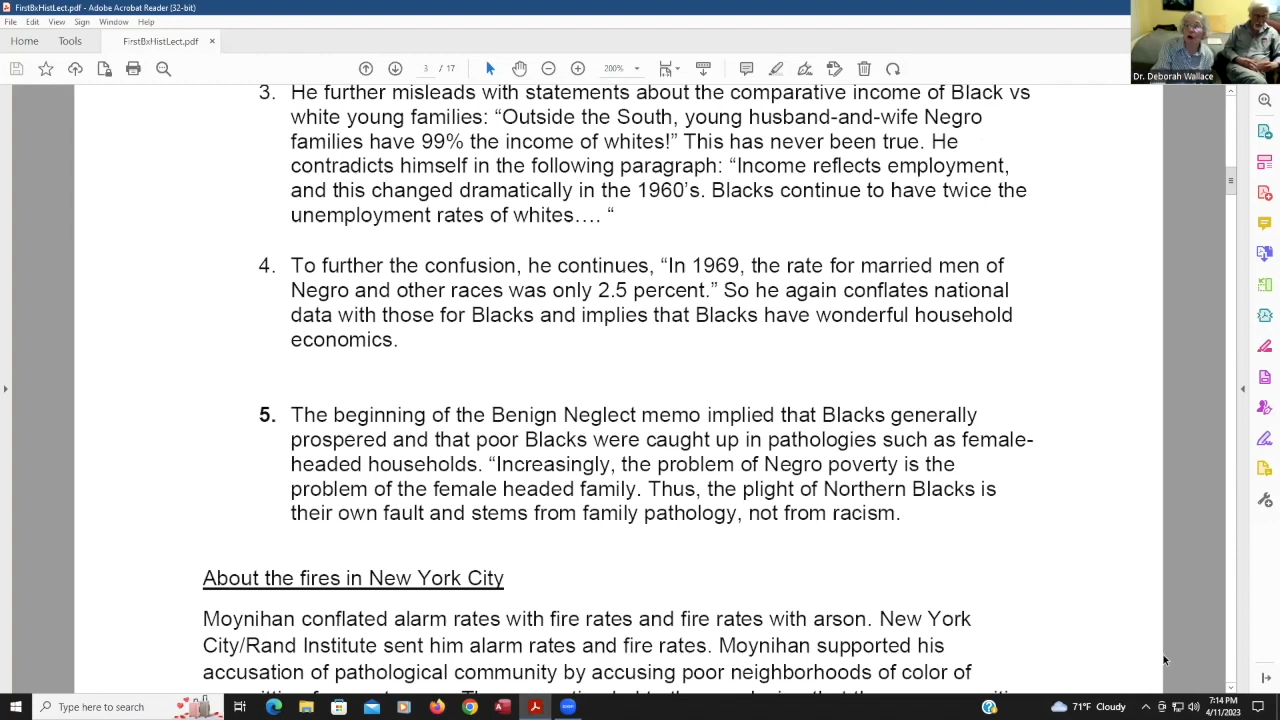 FirstBxHistLect.pdf - Adobe Acrobat Reader (32-bit)
File Edit View Sign Window Help
Home Tools FirstBxHistLect.pdf ×
3 / 17 200%
Dr. Deborah Wallace
3. He further misleads with statements about the comparative income of Black vs
white young families: “Outside the South, young husband-and-wife Negro
families have 99% the income of whites!” This has never been true. He
contradicts himself in the following paragraph: “Income reflects employment,
and this changed dramatically in the 1960’s. Blacks continue to have twice the
unemployment rates of whites…. “
4. To further the confusion, he continues, “In 1969, the rate for married men of
Negro and other races was only 2.5 percent.” So he again conflates national
data with those for Blacks and implies that Blacks have wonderful household
economics.
5. The beginning of the Benign Neglect memo implied that Blacks generally
prospered and that poor Blacks were caught up in pathologies such as female-
headed households. “Increasingly, the problem of Negro poverty is the
problem of the female headed family. Thus, the plight of Northern Blacks is
their own fault and stems from family pathology, not from racism.
About the fires in New York City
Moynihan conflated alarm rates with fire rates and fire rates with arson. New York
City/Rand Institute sent him alarm rates and fire rates. Moynihan supported his
accusation of pathological community by accusing poor neighborhoods of color of
Type here to search
71°F Cloudy
7:14 PM
4/11/2023